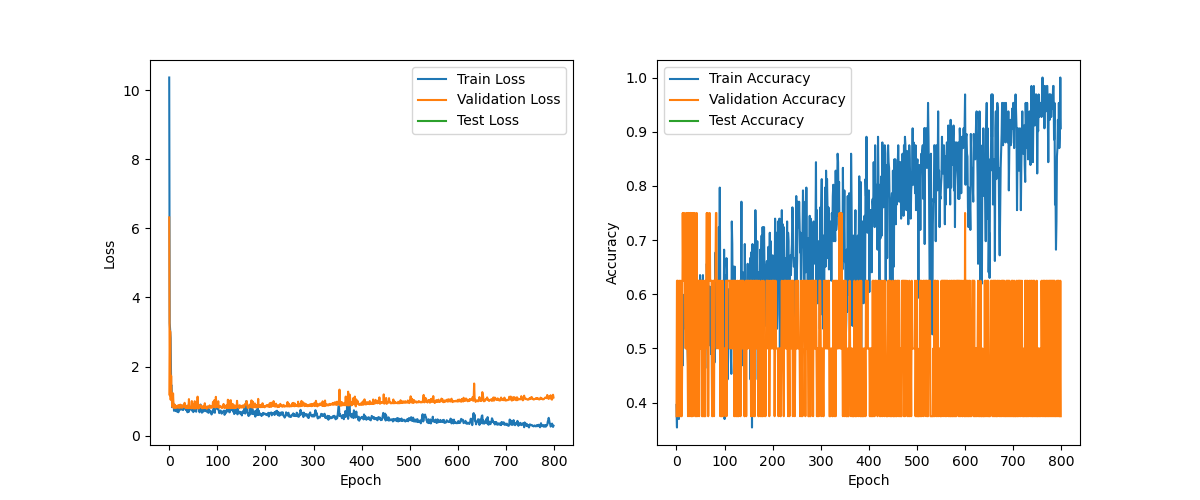 Train Loss
Validation Loss
Test Loss
10
8
6
4
2
0
Loss
0 100 200 300 400 500 600 700 800
Epoch
Train Accuracy
Validation Accuracy
Test Accuracy
1.0
0.9
0.8
0.7
0.6
0.5
0.4
Accuracy
0 100 200 300 400 500 600 700 800
Epoch